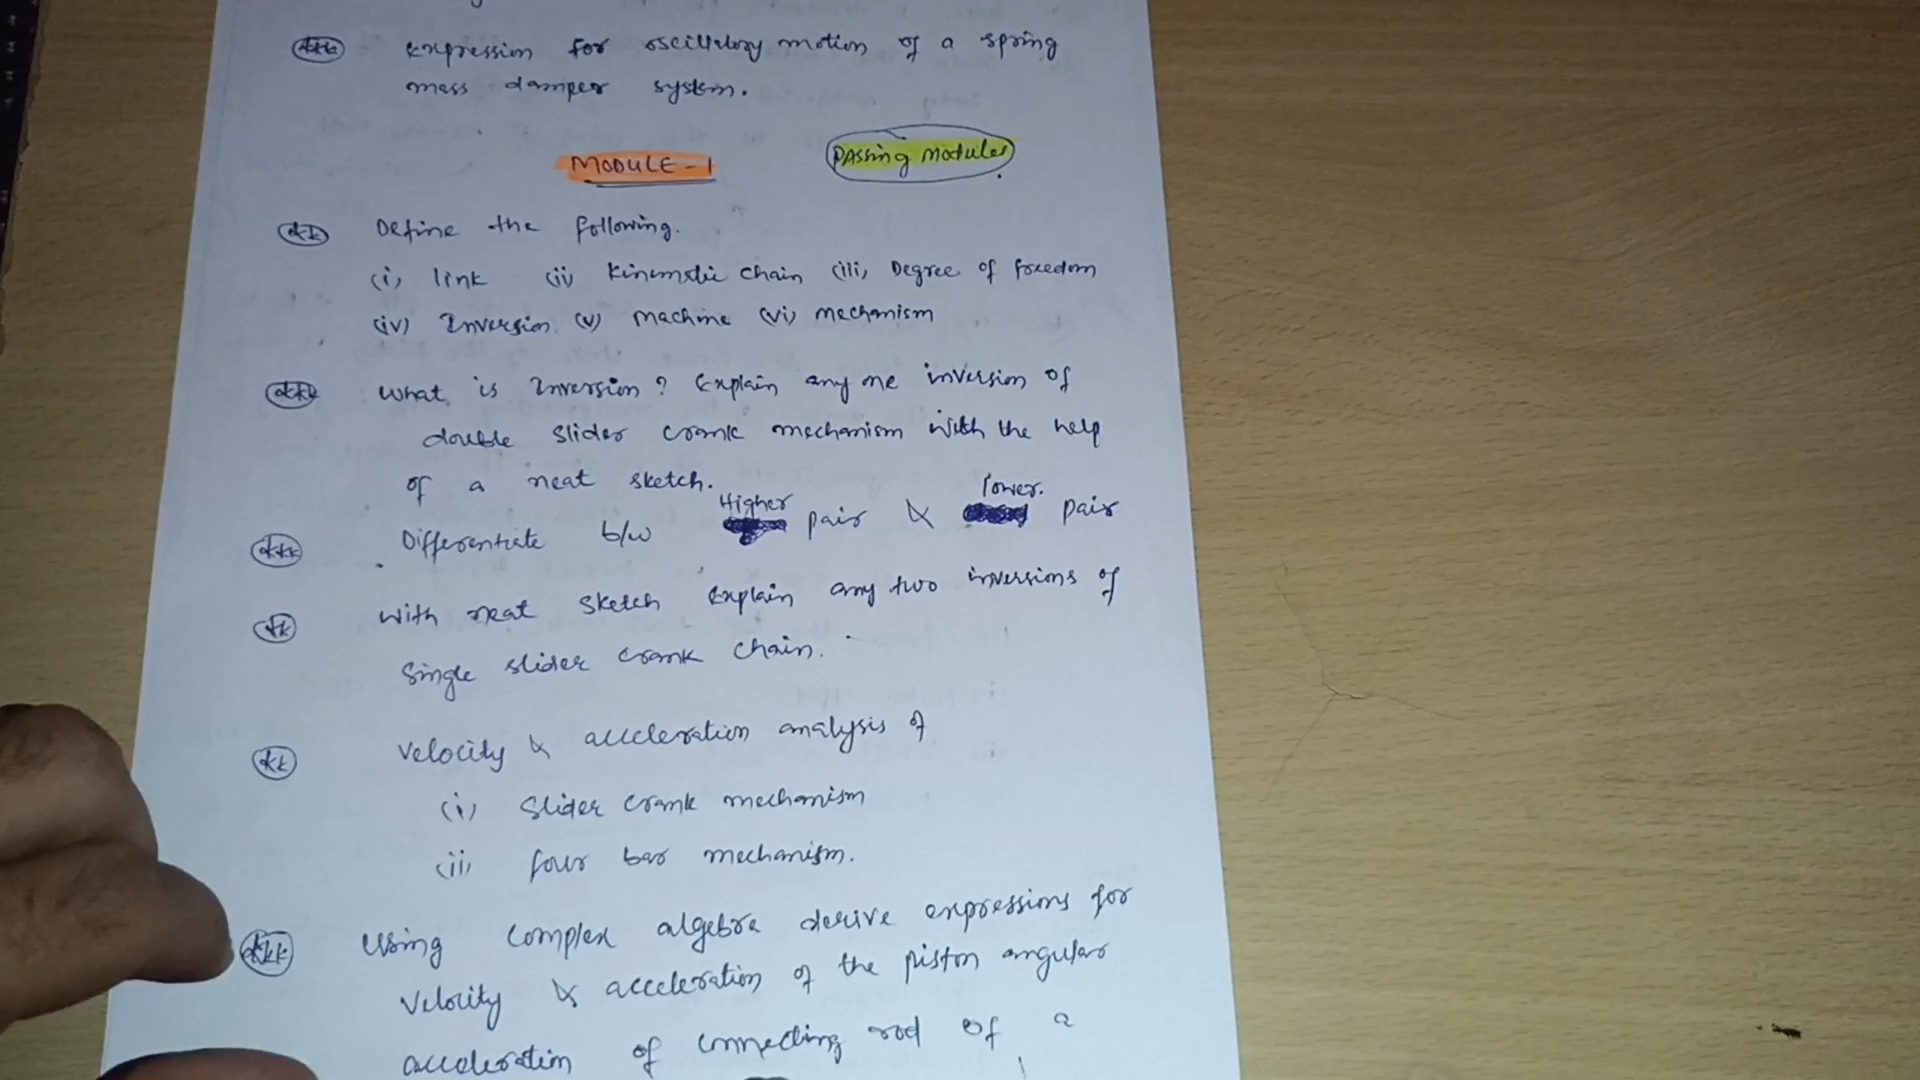 *** Expression for oscillatory motion of a spring
mass damper system.
MODULE-1
Passing Modules
** Define the following.
(i) link (ii) Kinematic chain (iii) Degree of freedom
(iv) Inversion (v) Machine (vi) mechanism
*** What is Inversion? Explain any one inversion of
double slider crank mechanism with the help
of a neat sketch.
*** Differentiate b/w Higher pair & lower. pair
** With neat sketch Explain any two inversions of
Single slider crank chain.
** Velocity & acceleration analysis of
(i) Slider crank mechanism
(ii) four bar mechanism.
*** Using complex algebra derive expressions for
velocity & acceleration of the piston angular
acceleration of connecting rod of a